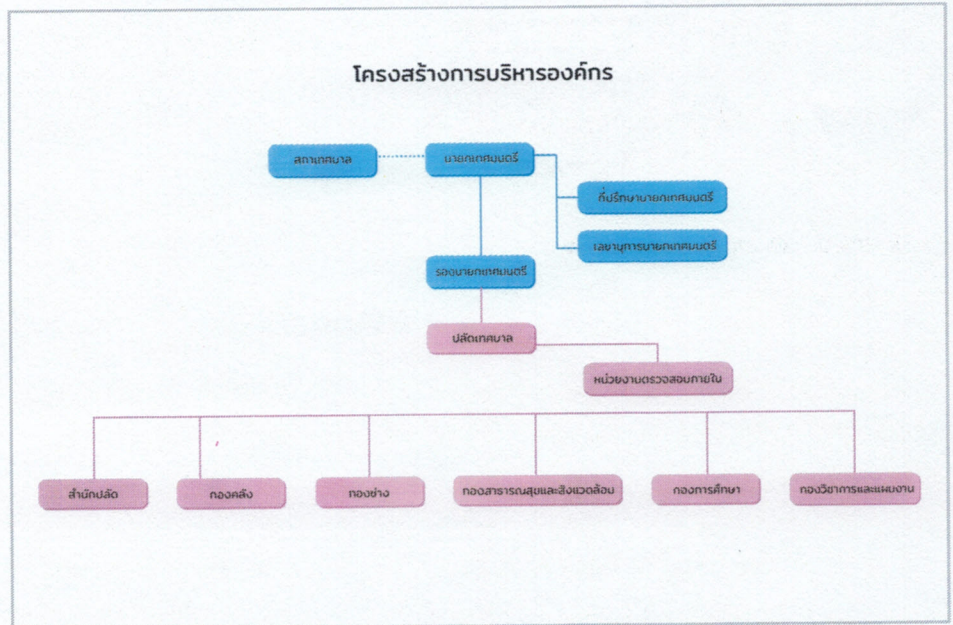 โครงสร้างการบริหารองค์กร
สภาเทศบาล
นายกเทศมนตรี
ที่ปรึกษานายกเทศมนตรี
เลขานุการนายกเทศมนตรี
รองนายกเทศมนตรี
ปลัดเทศบาล
หน่วยงานตรวจสอบภายใน
สำนักปลัด
กองคลัง
กองช่าง
กองสาธารณสุขและสิ่งแวดล้อม
กองการศึกษา
กองวิชาการและแผนงาน